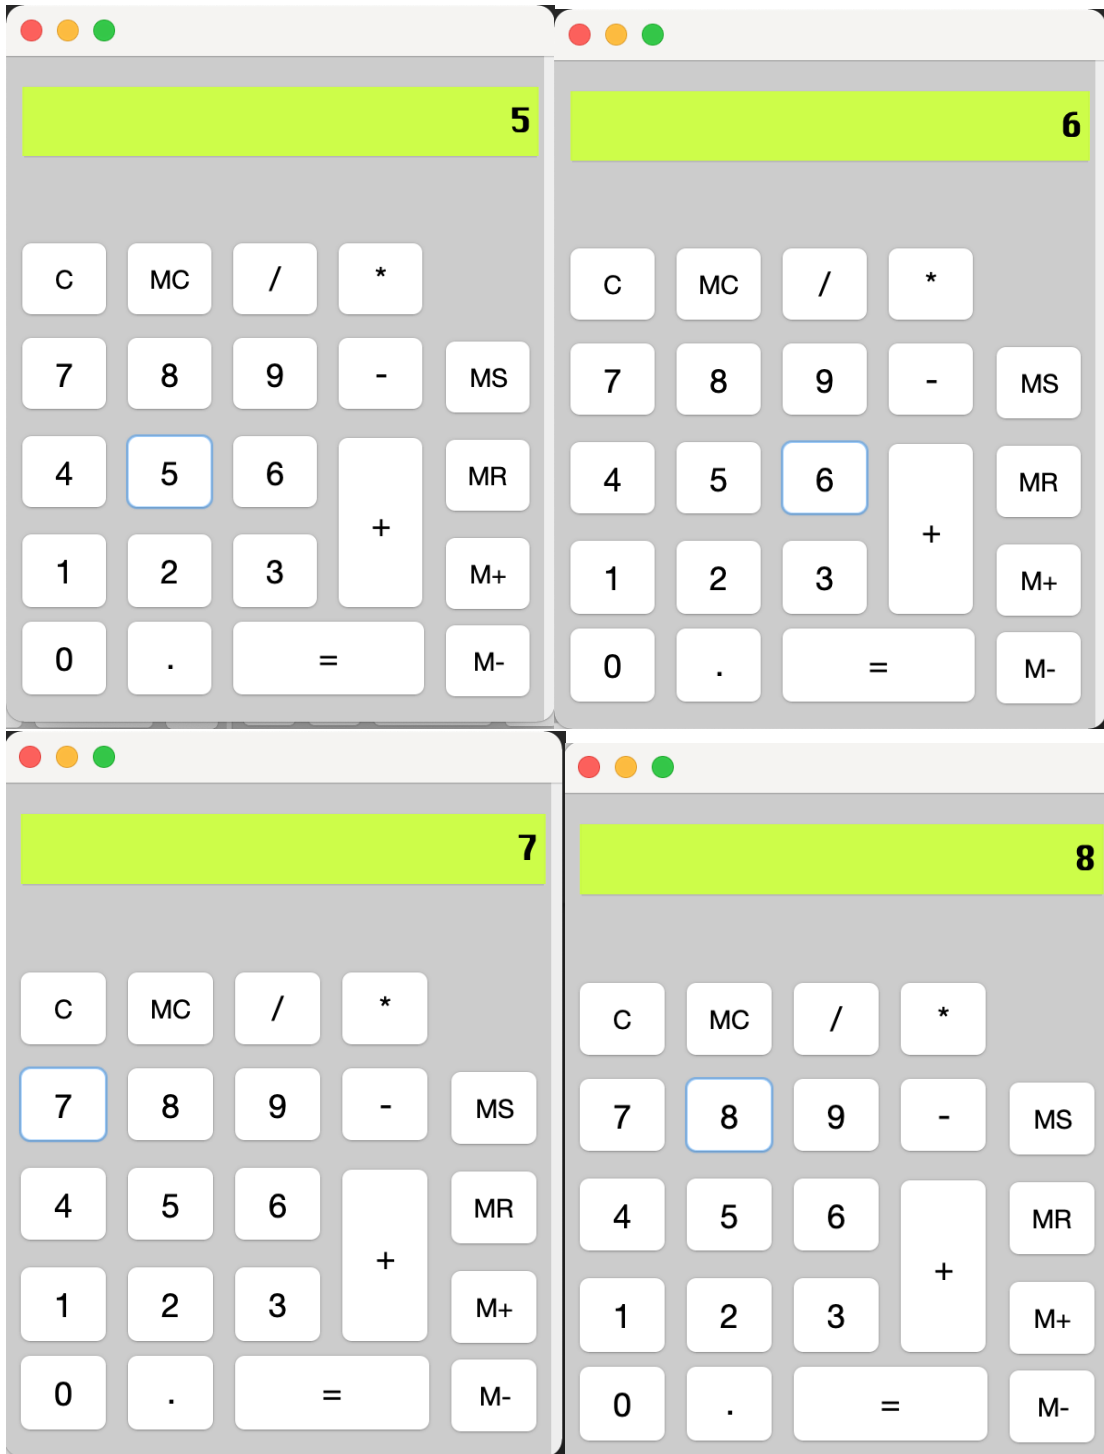 5
C MC / *
7 8 9 - MS
4 5 6 MR
+
1 2 3 M+
0 . = M-
6
C MC / *
7 8 9 - MS
4 5 6 MR
+
1 2 3 M+
0 . = M-
7
C MC / *
7 8 9 - MS
4 5 6 MR
+
1 2 3 M+
0 . = M-
8
C MC / *
7 8 9 - MS
4 5 6 MR
+
1 2 3 M+
0 . = M-